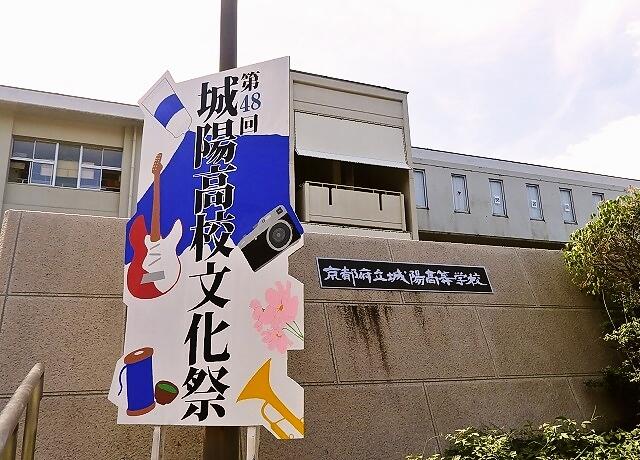 第48回
城陽高校文化祭
京都府立城陽高等学校